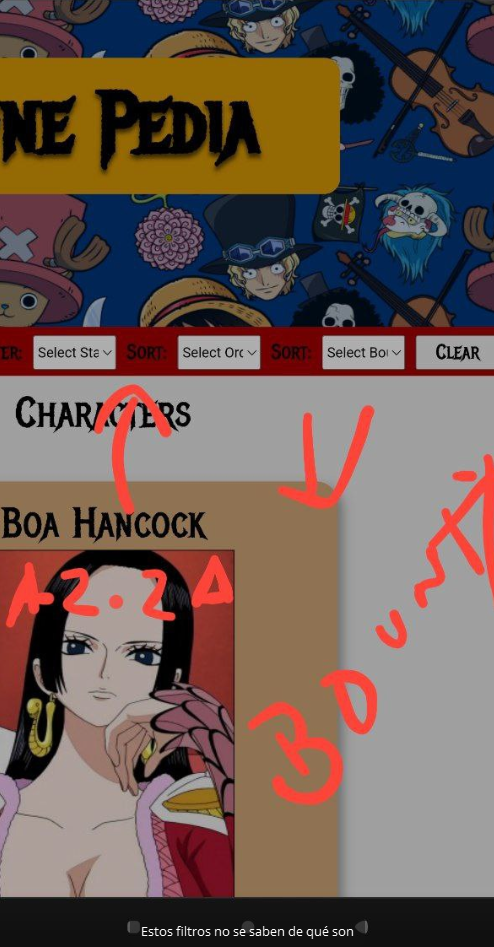 NE PEDIA
ER:
Select Sta
SORT:
Select Orc
SORT:
Select Bou
CLEAR
CHARACTERS
BOA HANCOCK
AZ.ZA
BOUNTY
Estos filtros no se saben de qué son